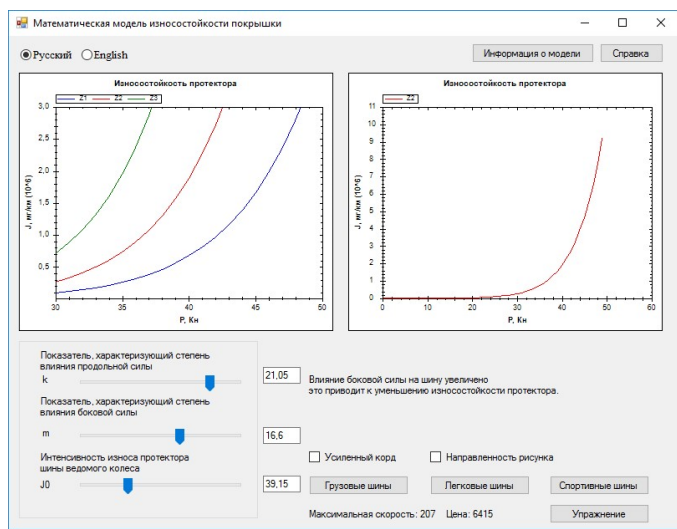 Математическая модель износостойкости покрышки
Русский English
Информация о модели Справка
Износостойкость протектора
Z1 Z2 Z3
3,0
2,5
2,0
1,5
1,0
0,5
J, мг/км (10^6)
30 35 40 45 50
P, Кн
Износостойкость протектора
Z2
11
10
9
8
7
6
5
4
3
2
1
0
J, мг/км (10^6)
0 10 20 30 40 50 60
P, Кн
Показатель, характеризующий степень
влияния продольной силы
k
21,05
Влияние боковой силы на шину увеличено
это приводит к уменьшению износостойкости протектора.
Показатель, характеризующий степень
влияния боковой силы
m
16,6
Интенсивность износа протектора
шины ведомого колеса
J0
39,15
Усиленный корд Направленность рисунка
Грузовые шины Легковые шины Спортивные шины
Максимальная скорость: 207 Цена: 6415 Упражнение